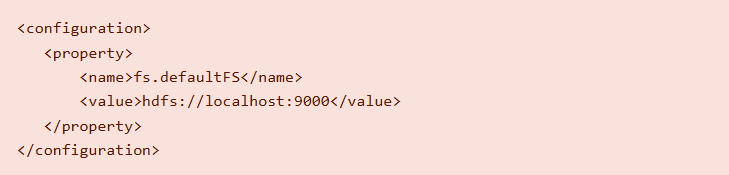 <configuration>
   <property>
       <name>fs.defaultFS</name>
       <value>hdfs://localhost:9000</value>
   </property>
</configuration>